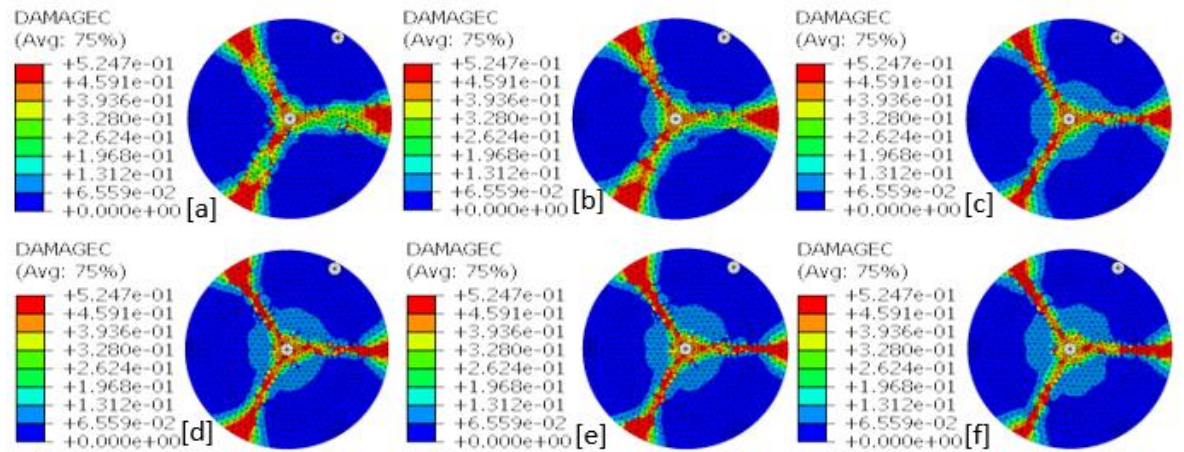 DAMAGEC
(Avg: 75%)
+5.247e-01
+4.591e-01
+3.936e-01
+3.280e-01
+2.624e-01
+1.968e-01
+1.312e-01
+6.559e-02
+0.000e+00
[a]
DAMAGEC
(Avg: 75%)
+5.247e-01
+4.591e-01
+3.936e-01
+3.280e-01
+2.624e-01
+1.968e-01
+1.312e-01
+6.559e-02
+0.000e+00
[b]
DAMAGEC
(Avg: 75%)
+5.247e-01
+4.591e-01
+3.936e-01
+3.280e-01
+2.624e-01
+1.968e-01
+1.312e-01
+6.559e-02
+0.000e+00
[c]
DAMAGEC
(Avg: 75%)
+5.247e-01
+4.591e-01
+3.936e-01
+3.280e-01
+2.624e-01
+1.968e-01
+1.312e-01
+6.559e-02
+0.000e+00
[d]
DAMAGEC
(Avg: 75%)
+5.247e-01
+4.591e-01
+3.936e-01
+3.280e-01
+2.624e-01
+1.968e-01
+1.312e-01
+6.559e-02
+0.000e+00
[e]
DAMAGEC
(Avg: 75%)
+5.247e-01
+4.591e-01
+3.936e-01
+3.280e-01
+2.624e-01
+1.968e-01
+1.312e-01
+6.559e-02
+0.000e+00
[f]